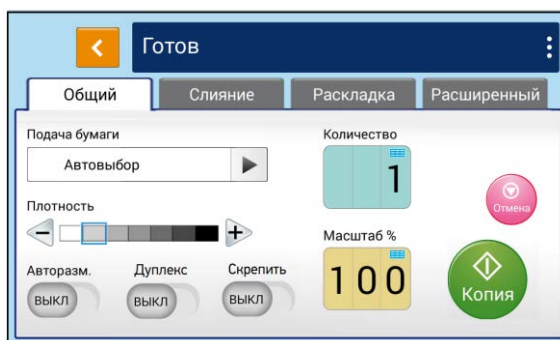 Готов
Общий Слияние Раскладка Расширенный
Подача бумаги
Автовыбор
Плотность
Авторазм. Дуплекс Скрепить
ВЫКЛ ВЫКЛ ВЫКЛ
Количество
1
Масштаб %
100
Отмена
Копия